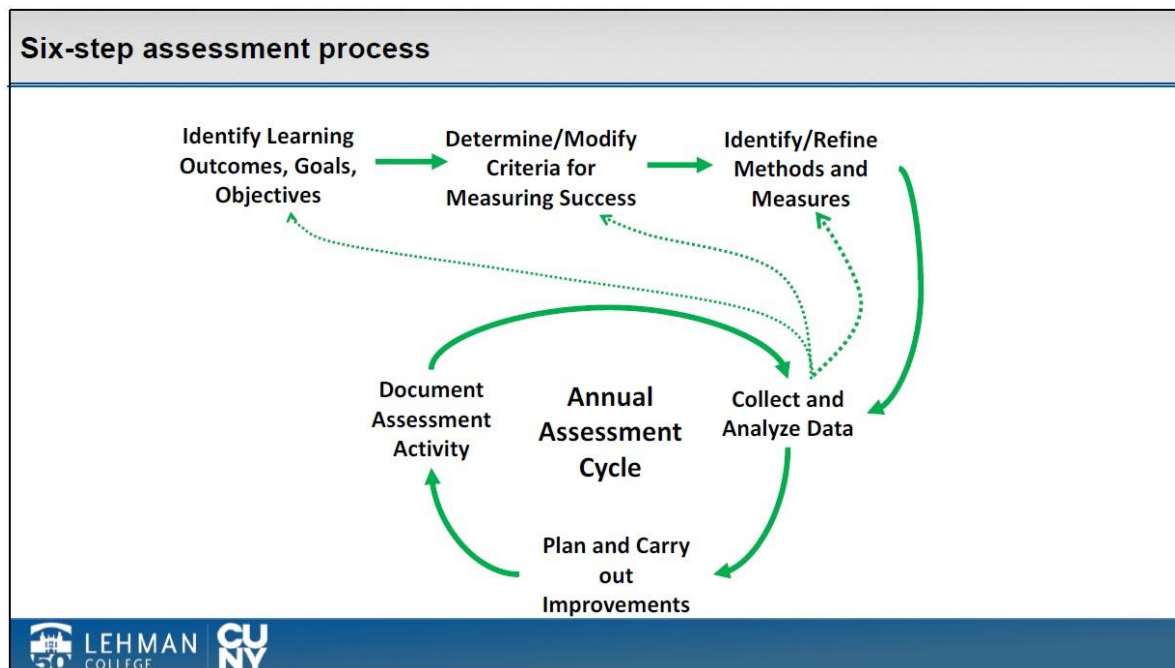 Six-step assessment process
Identify Learning
Outcomes, Goals,
Objectives
Determine/Modify
Criteria for
Measuring Success
Identify/Refine
Methods and
Measures
Document
Assessment
Activity
Annual
Assessment
Cycle
Collect and
Analyze Data
Plan and Carry
out
Improvements
50
LEHMAN
COLLEGE
CU
NY